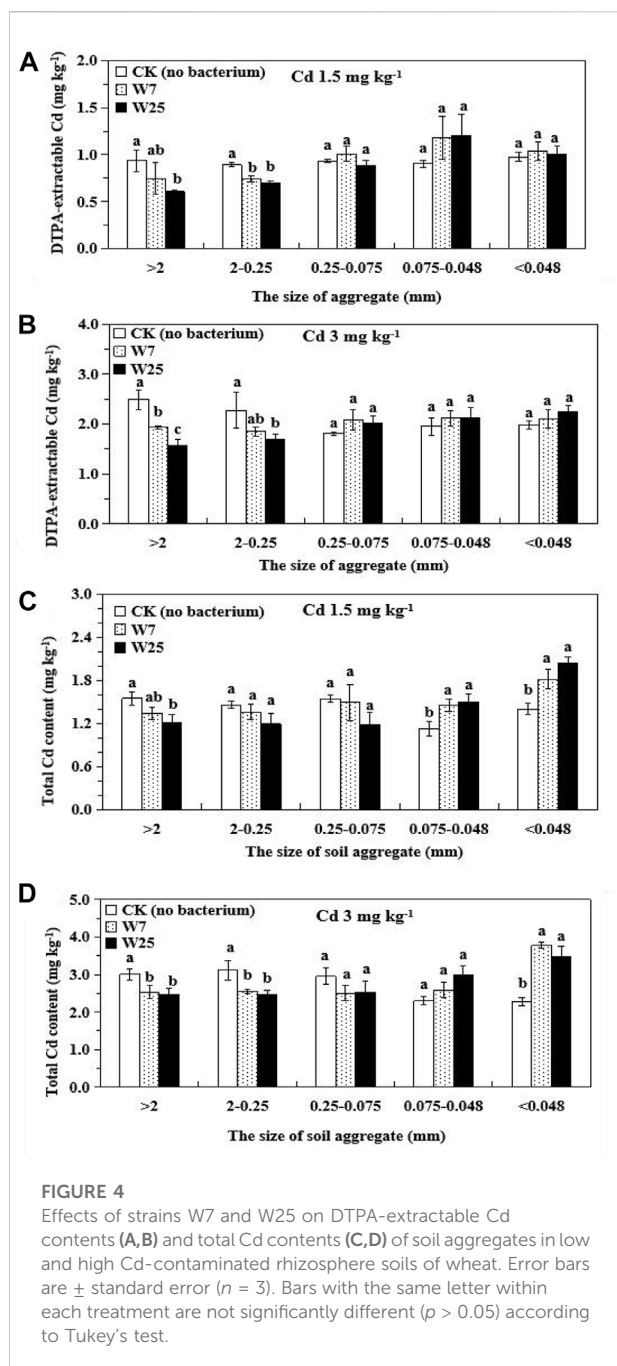 A
Cd 1.5 mg kg⁻¹
CK (no bacterium)
W7
W25
DTPA-extractable Cd (mg kg⁻¹)
2.0
1.5
1.0
0.5
0.0
a ab b
a b b
a a a
a a a
a a a
>2 2-0.25 0.25-0.075 0.075-0.048 <0.048
The size of aggregate (mm)
B
Cd 3 mg kg⁻¹
CK (no bacterium)
W7
W25
DTPA-extractable Cd (mg kg⁻¹)
4.0
3.0
2.0
1.0
0.0
a b c
a ab b
a a a
a a a
a a a
>2 2-0.25 0.25-0.075 0.075-0.048 <0.048
The size of aggregate (mm)
C
Cd 1.5 mg kg⁻¹
CK (no bacterium)
W7
W25
Total Cd content (mg kg⁻¹)
3.0
2.4
1.8
1.2
0.6
0.0
a ab b
a a a
a a a
b a a
b a a
>2 2-0.25 0.25-0.075 0.075-0.048 <0.048
The size of soil aggregate (mm)
D
Cd 3 mg kg⁻¹
CK (no bacterium)
W7
W25
Total Cd content (mg kg⁻¹)
5.0
4.0
3.0
2.0
1.0
0.0
a b b
a b b
a a a
a a a
b a a
>2 2-0.25 0.25-0.075 0.075-0.048 <0.048
The size of soil aggregate (mm)
FIGURE 4
Effects of strains W7 and W25 on DTPA-extractable Cd
contents (A,B) and total Cd contents (C,D) of soil aggregates in low
and high Cd-contaminated rhizosphere soils of wheat. Error bars
are ± standard error (n = 3). Bars with the same letter within
each treatment are not significantly different (p > 0.05) according
to Tukey's test.